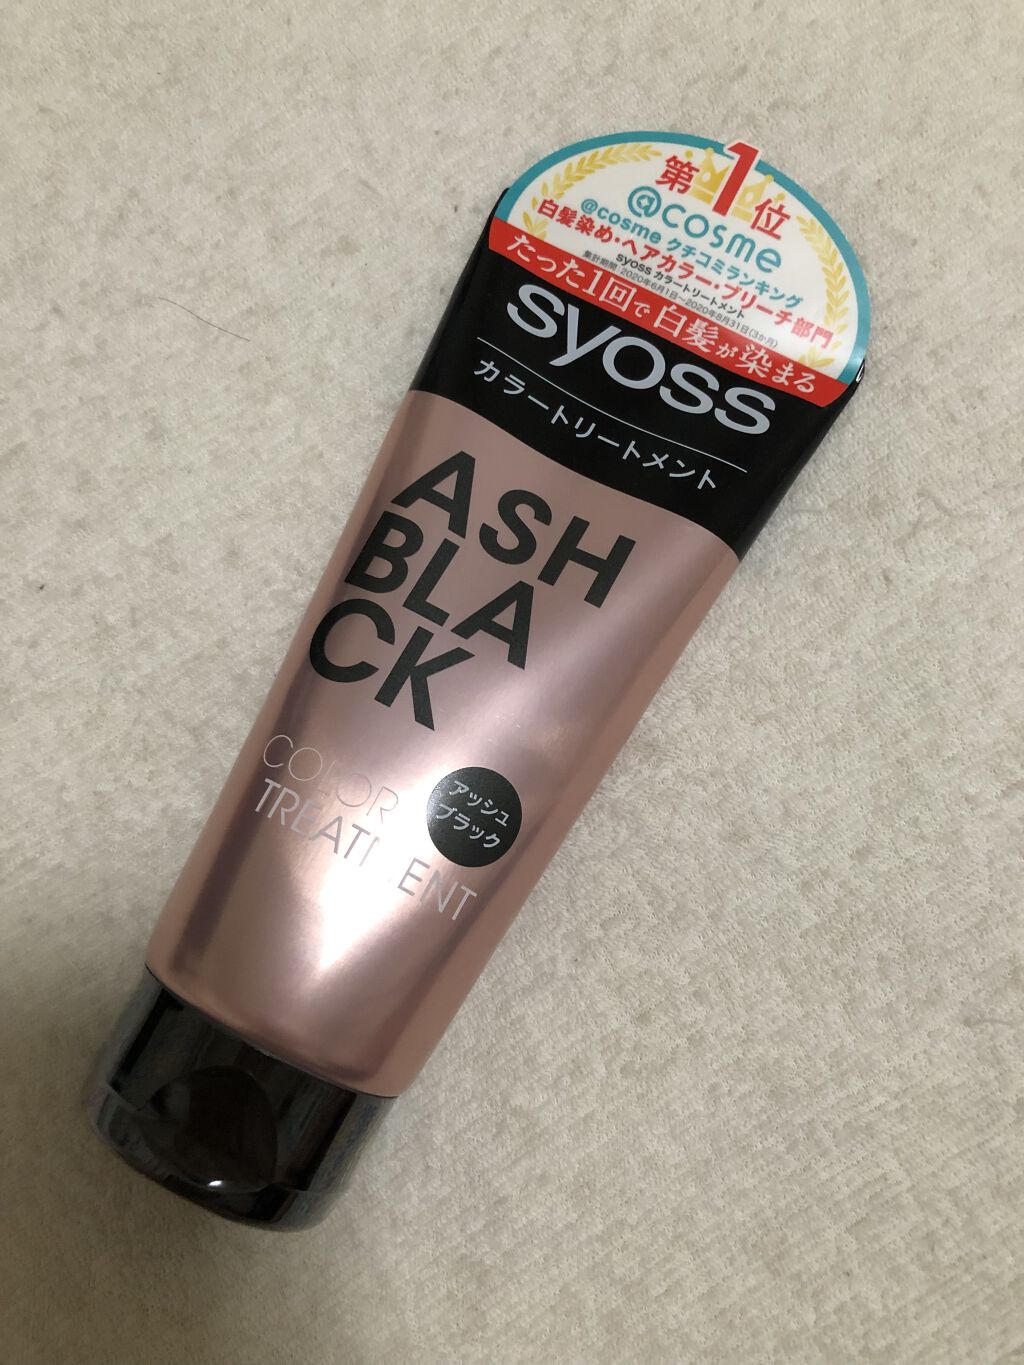 第1位
@cosme
@cosme クチコミランキング
白髪染め・ヘアカラー・ブリーチ部門
syoss カラートリートメント
集計期間 2020年6月1日〜2020年8月31日(3か月)
たった1回で白髪が染まる
syoss
カラートリートメント
ASH
BLA
CK
COLOR
TREATMENT
アッシュ
ブラック